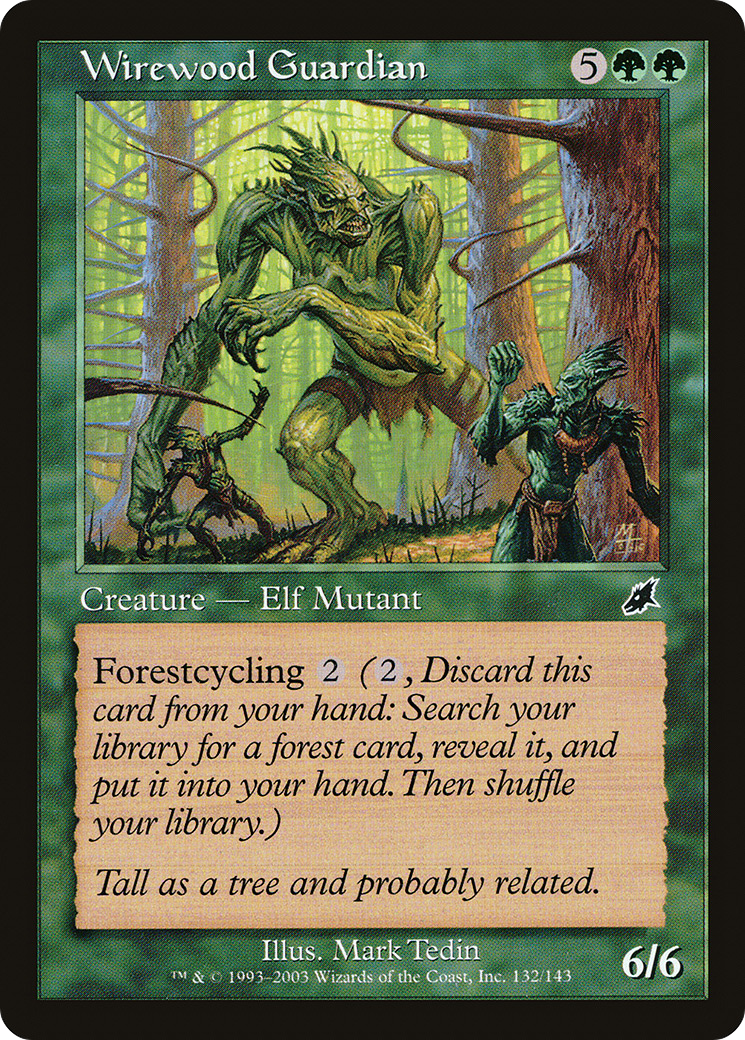 Wirewood Guardian
5
Creature — Elf Mutant
Forestcycling 2 (2, Discard this
card from your hand: Search your
library for a forest card, reveal it, and
put it into your hand. Then shuffle
your library.)
Tall as a tree and probably related.
Illus. Mark Tedin
™ & © 1993–2003 Wizards of the Coast, Inc. 132/143
6/6